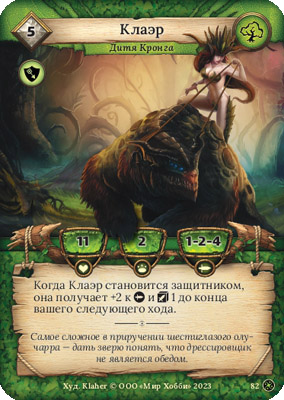 5
Клаэр
Дитя Кронга
11
2
1-2-4
Когда Клаэр становится защитником,
она получает +2 к и 1 до конца
вашего следующего хода.
Самое сложное в приручении шестиглазого олу-
чарра – дать зверю понять, что дрессировщик
не является обедом.
Худ. Klaher © ООО «Мир Хобби» 2023
82